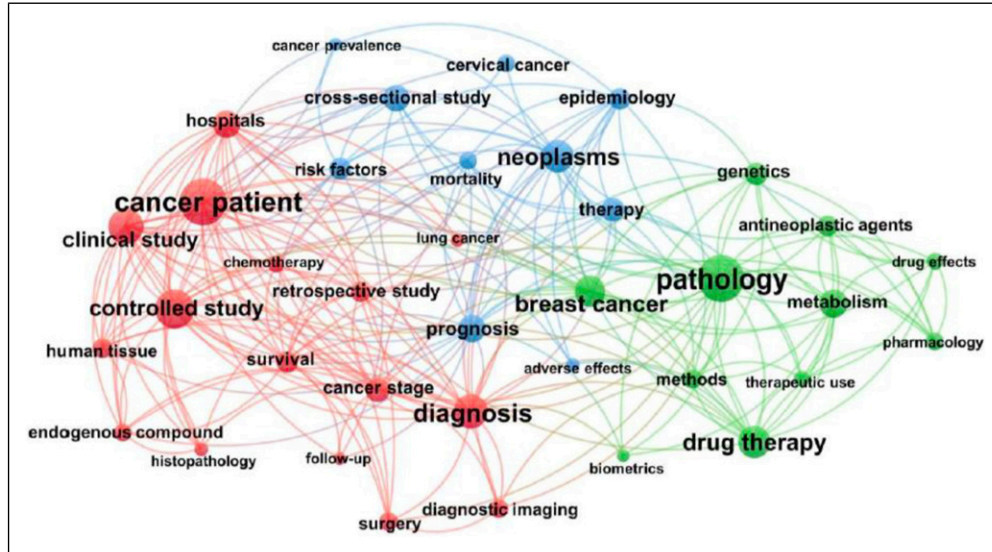 cancer prevalence
cervical cancer
cross-sectional study
epidemiology
hospitals
neoplasms
risk factors
mortality
genetics
cancer patient
therapy
antineoplastic agents
clinical study
lung cancer
chemotherapy
drug effects
pathology
retrospective study
breast cancer
metabolism
controlled study
prognosis
pharmacology
human tissue
survival
adverse effects
methods
therapeutic use
cancer stage
diagnosis
endogenous compound
drug therapy
histopathology
follow-up
biometrics
diagnostic imaging
surgery